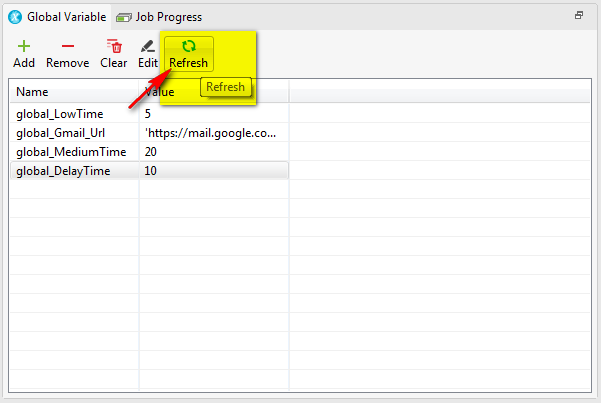 Global Variable Job Progress
Add Remove Clear Edit Refresh
Refresh
Name Value
global_LowTime 5
global_Gmail_Url 'https://mail.google.co...
global_MediumTime 20
global_DelayTime 10